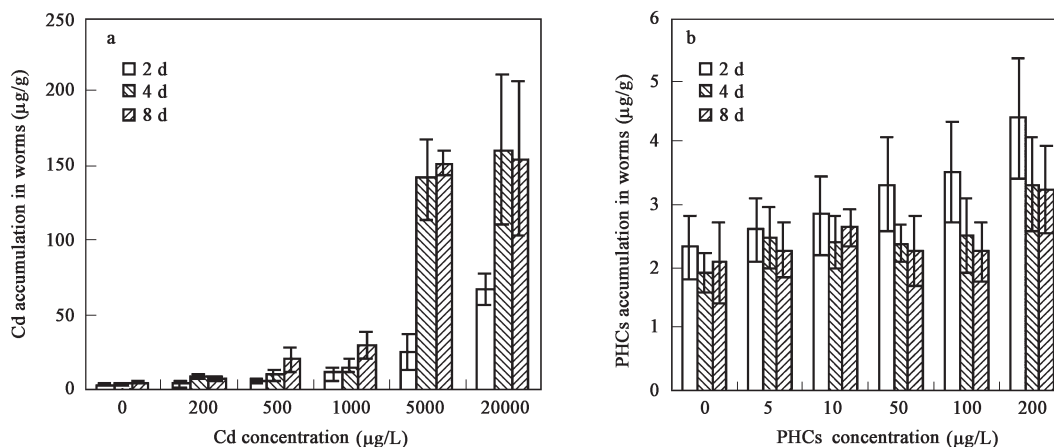 a
2 d
4 d
8 d
Cd accumulation in worms (μg/g)
250
200
150
100
50
0
0 200 500 1000 5000 20000
Cd concentration (μg/L)
b
2 d
4 d
8 d
PHCs accumulation in worms (μg/g)
6
5
4
3
2
1
0
0 5 10 50 100 200
PHCs concentration (μg/L)